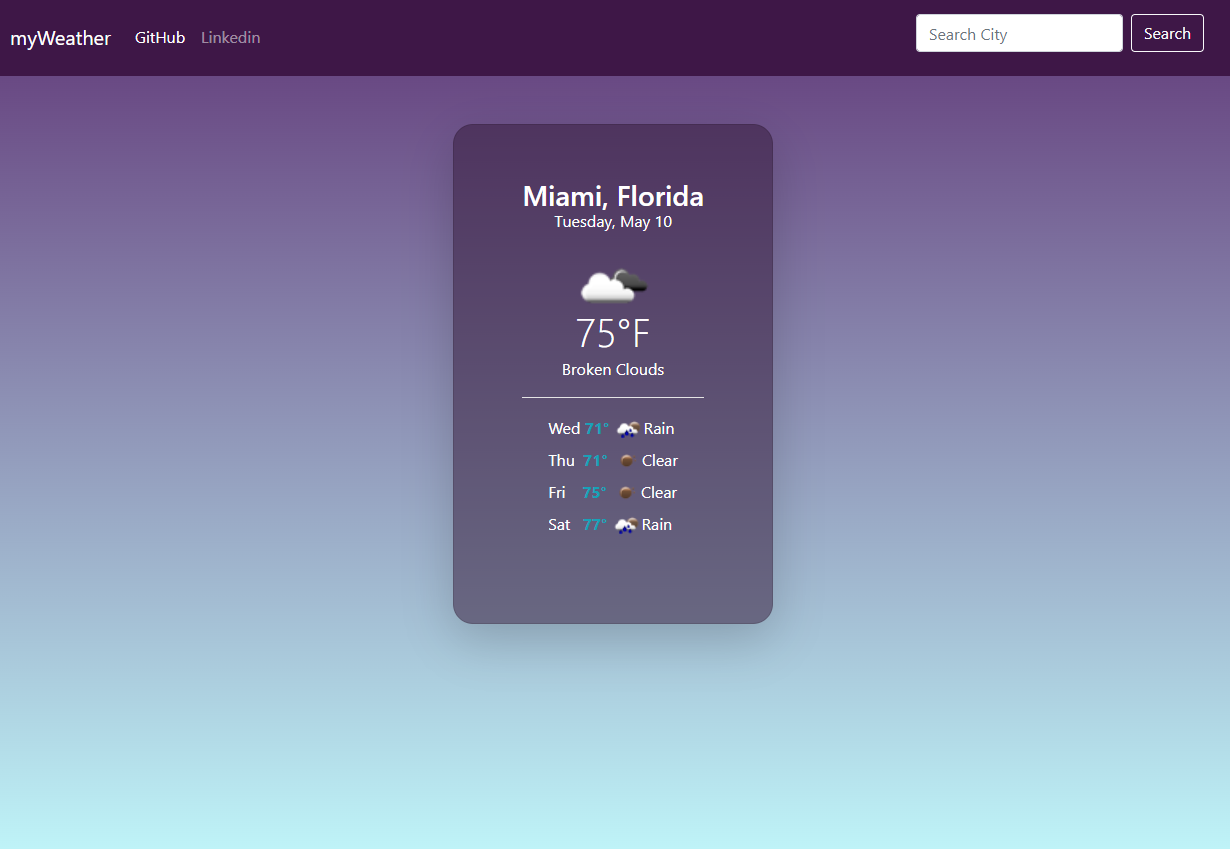 myWeather GitHub Linkedin Search City Search
Miami, Florida
Tuesday, May 10
75°F
Broken Clouds
Wed 71° Rain
Thu 71° Clear
Fri 75° Clear
Sat 77° Rain